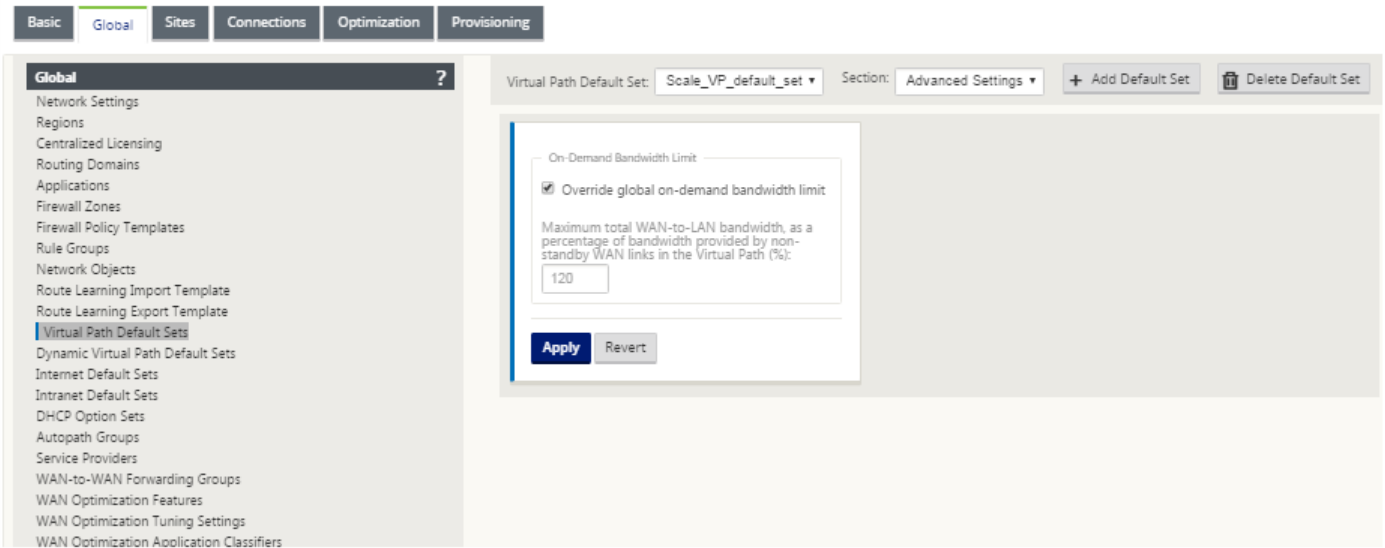 Basic
Global
Sites
Connections
Optimization
Provisioning
Global ?
Network Settings
Regions
Centralized Licensing
Routing Domains
Applications
Firewall Zones
Firewall Policy Templates
Rule Groups
Network Objects
Route Learning Import Template
Route Learning Export Template
Virtual Path Default Sets
Dynamic Virtual Path Default Sets
Internet Default Sets
Intranet Default Sets
DHCP Option Sets
Autopath Groups
Service Providers
WAN-to-WAN Forwarding Groups
WAN Optimization Features
WAN Optimization Tuning Settings
WAN Optimization Application Classifiers
Virtual Path Default Set: Scale_VP_default_set Section: Advanced Settings + Add Default Set Delete Default Set
On-Demand Bandwidth Limit
Override global on-demand bandwidth limit
Maximum total WAN-to-LAN bandwidth, as a
percentage of bandwidth provided by non-
standby WAN links in the Virtual Path (%):
120
Apply Revert